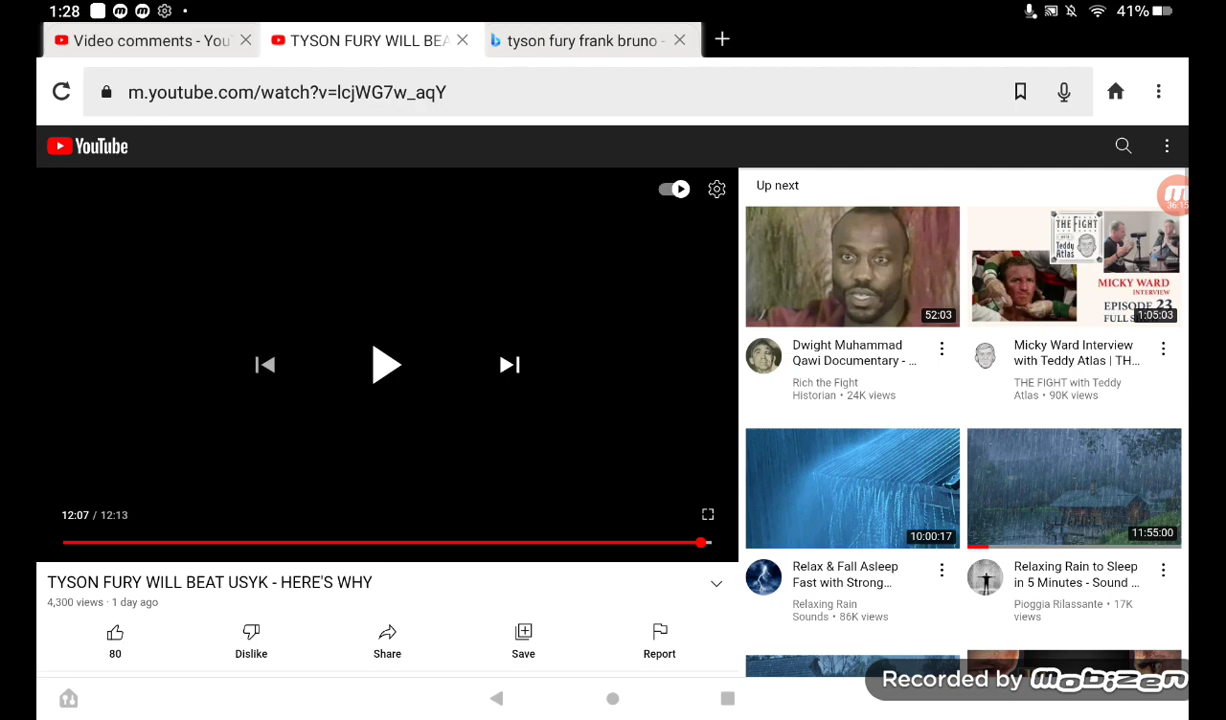 1:28
41%
Video comments - You
TYSON FURY WILL BEA
tyson fury frank bruno -
m.youtube.com/watch?v=lcjWG7w_aqY
YouTube
Up next
36:15
52:03
THE FIGHT
WITH
Teddy
Atlas
MICKY WARD
INTERVIEW
EPISODE 23
FULL S
1:05:03
Dwight Muhammad
Qawi Documentary - ...
Rich the Fight
Historian • 24K views
Micky Ward Interview
with Teddy Atlas | TH...
THE FIGHT with Teddy
Atlas • 90K views
12:07 / 12:13
10:00:17
11:55:00
TYSON FURY WILL BEAT USYK - HERE'S WHY
4,300 views · 1 day ago
80
Dislike
Share
Save
Report
Relax & Fall Asleep
Fast with Strong...
Relaxing Rain
Sounds • 86K views
Relaxing Rain to Sleep
in 5 Minutes - Sound ...
Pioggia Rilassante • 17K
views
Recorded by mobizen